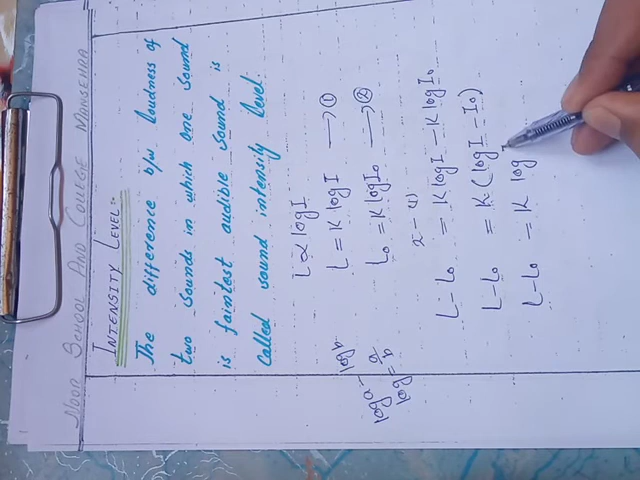 NOOR SCHOOL AND COLLEGE MANSEHRA
INTENSITY LEVEL:
The difference b/w loudness of
two sounds in which one sound
is faintest audible sound is
called sound intensity level.
L ∝ log I
L = K log I → ①
L₀ = K log I₀ → ②
L - L₀ = K log I - K log I₀
L - L₀ = K (log I - I₀)
L - L₀ = K log I
log a - log b
log = a/b